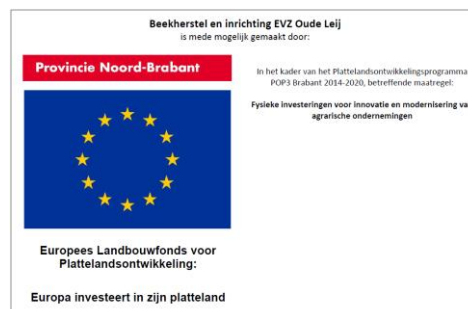 Beekherstel en inrichting EVZ Oude Leij
is mede mogelijk gemaakt door:
Provincie Noord-Brabant
In het kader van het Plattelandsontwikkelingsprogramma
POP3 Brabant 2014-2020, betreffende maatregel:
Fysieke investeringen voor innovatie en modernisering va
agrarische ondernemingen
Europees Landbouwfonds voor
Plattelandsontwikkeling:
Europa investeert in zijn platteland